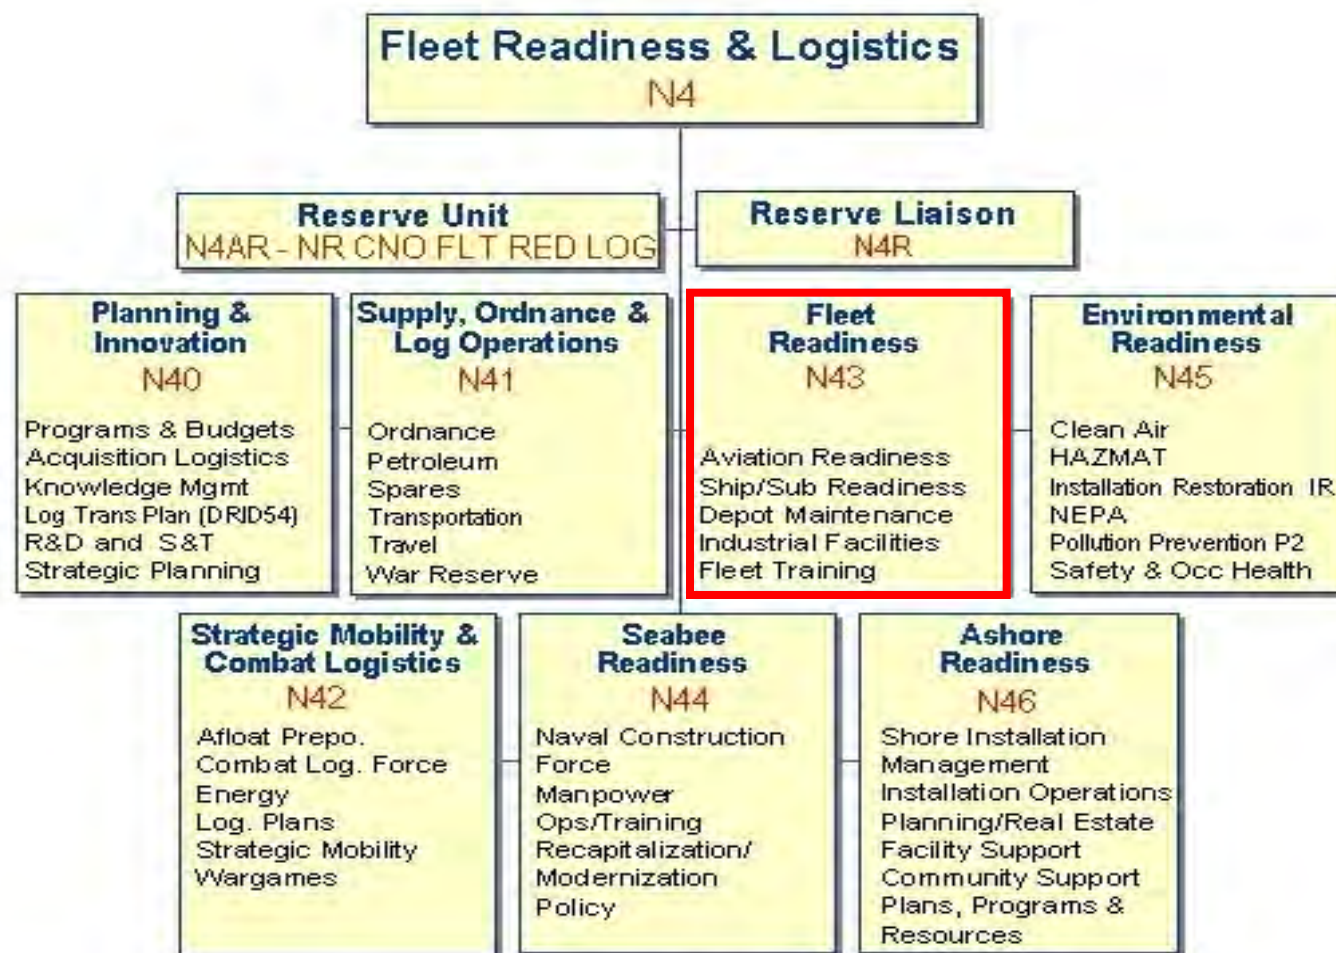 Fleet Readiness & Logistics
N4
Reserve Unit
N4AR - NR CNO FLT RED LOG
Reserve Liaison
N4R
Planning &
Innovation
N40
Programs & Budgets
Acquisition Logistics
Knowledge Mgmt
Log Trans Plan (DRID54)
R&D and S&T
Strategic Planning
Supply, Ordnance &
Log Operations
N41
Ordnance
Petroleum
Spares
Transportation
Travel
War Reserve
Fleet
Readiness
N43
Aviation Readiness
Ship/Sub Readiness
Depot Maintenance
Industrial Facilities
Fleet Training
Environmental
Readiness
N45
Clean Air
HAZMAT
Installation Restoration IR
NEPA
Pollution Prevention P2
Safety & Occ Health
Strategic Mobility &
Combat Logistics
N42
Afloat Prepo.
Combat Log. Force
Energy
Log. Plans
Strategic Mobility
Wargames
Seabee
Readiness
N44
Naval Construction
Force
Manpower
Ops/Training
Recapitalization/
Modernization
Policy
Ashore
Readiness
N46
Shore Installation
Management
Installation Operations
Planning/Real Estate
Facility Support
Community Support
Plans, Programs &
Resources